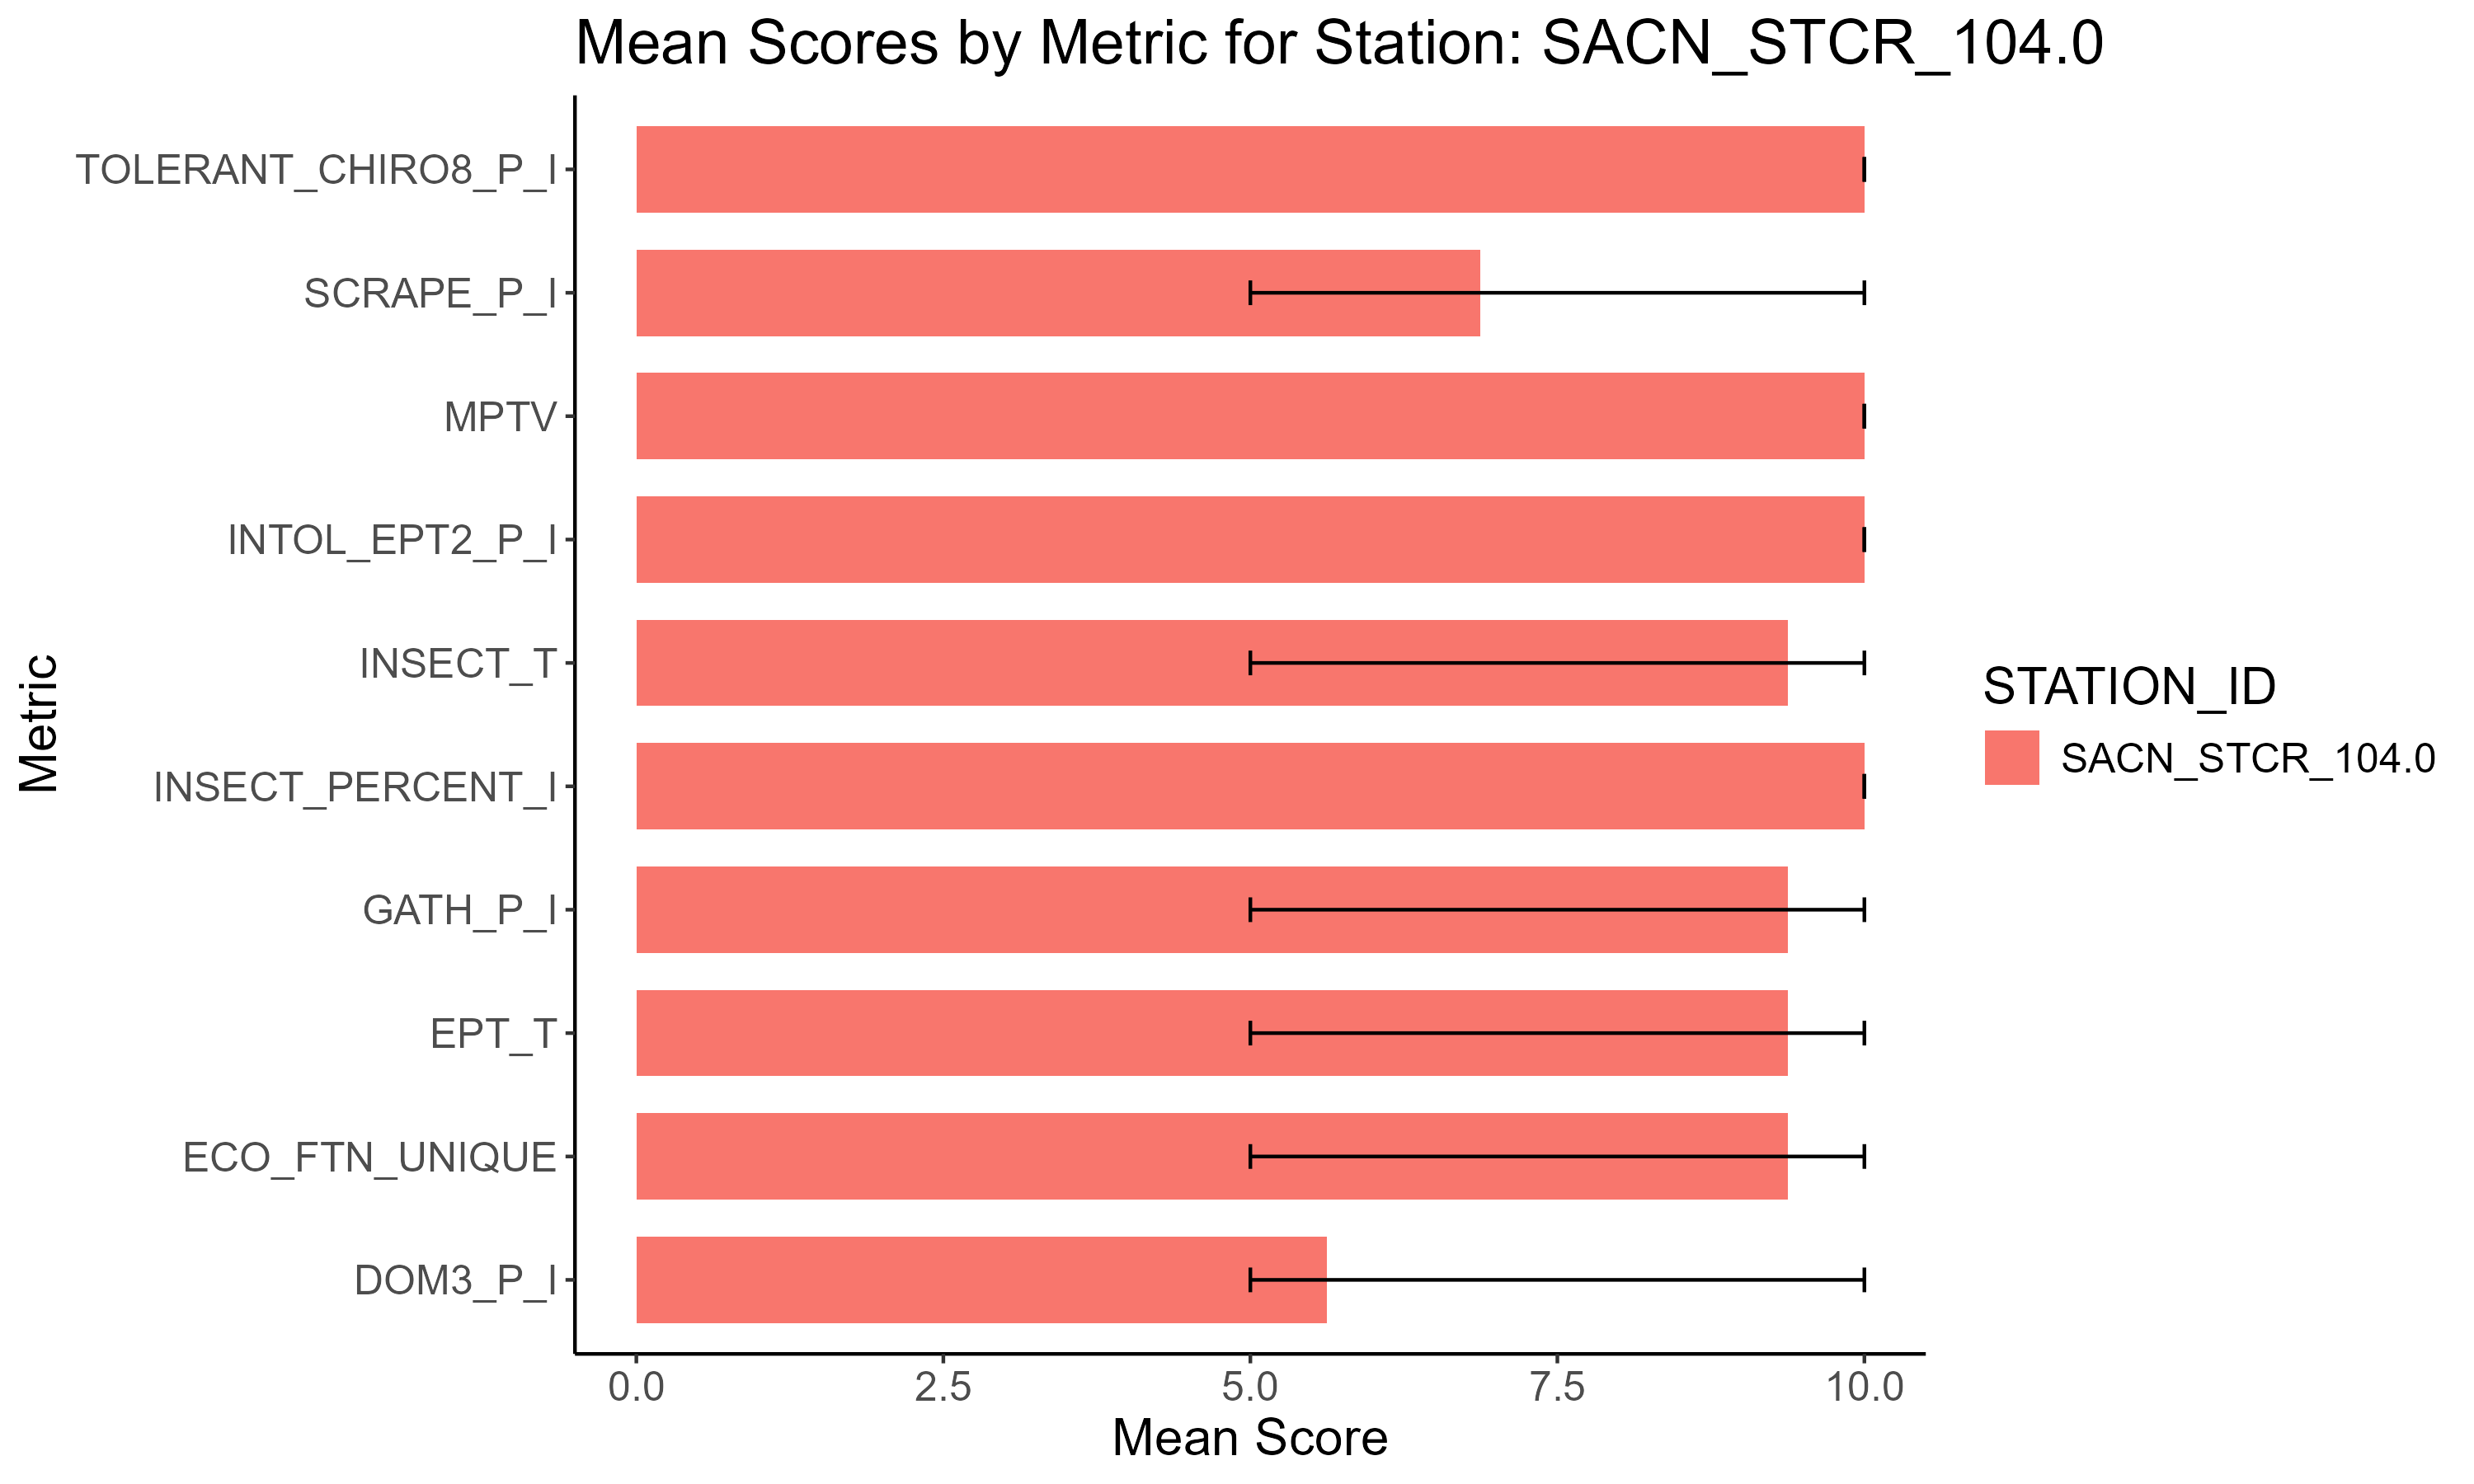 Mean Scores by Metric for Station: SACN_STCR_104.0
TOLERANT_CHIRO8_P_I
SCRAPE_P_I
MPTV
INTOL_EPT2_P_I
INSECT_T
INSECT_PERCENT_I
GATH_P_I
EPT_T
ECO_FTN_UNIQUE
DOM3_P_I
Metric
0.0 2.5 5.0 7.5 10.0
Mean Score
STATION_ID
SACN_STCR_104.0